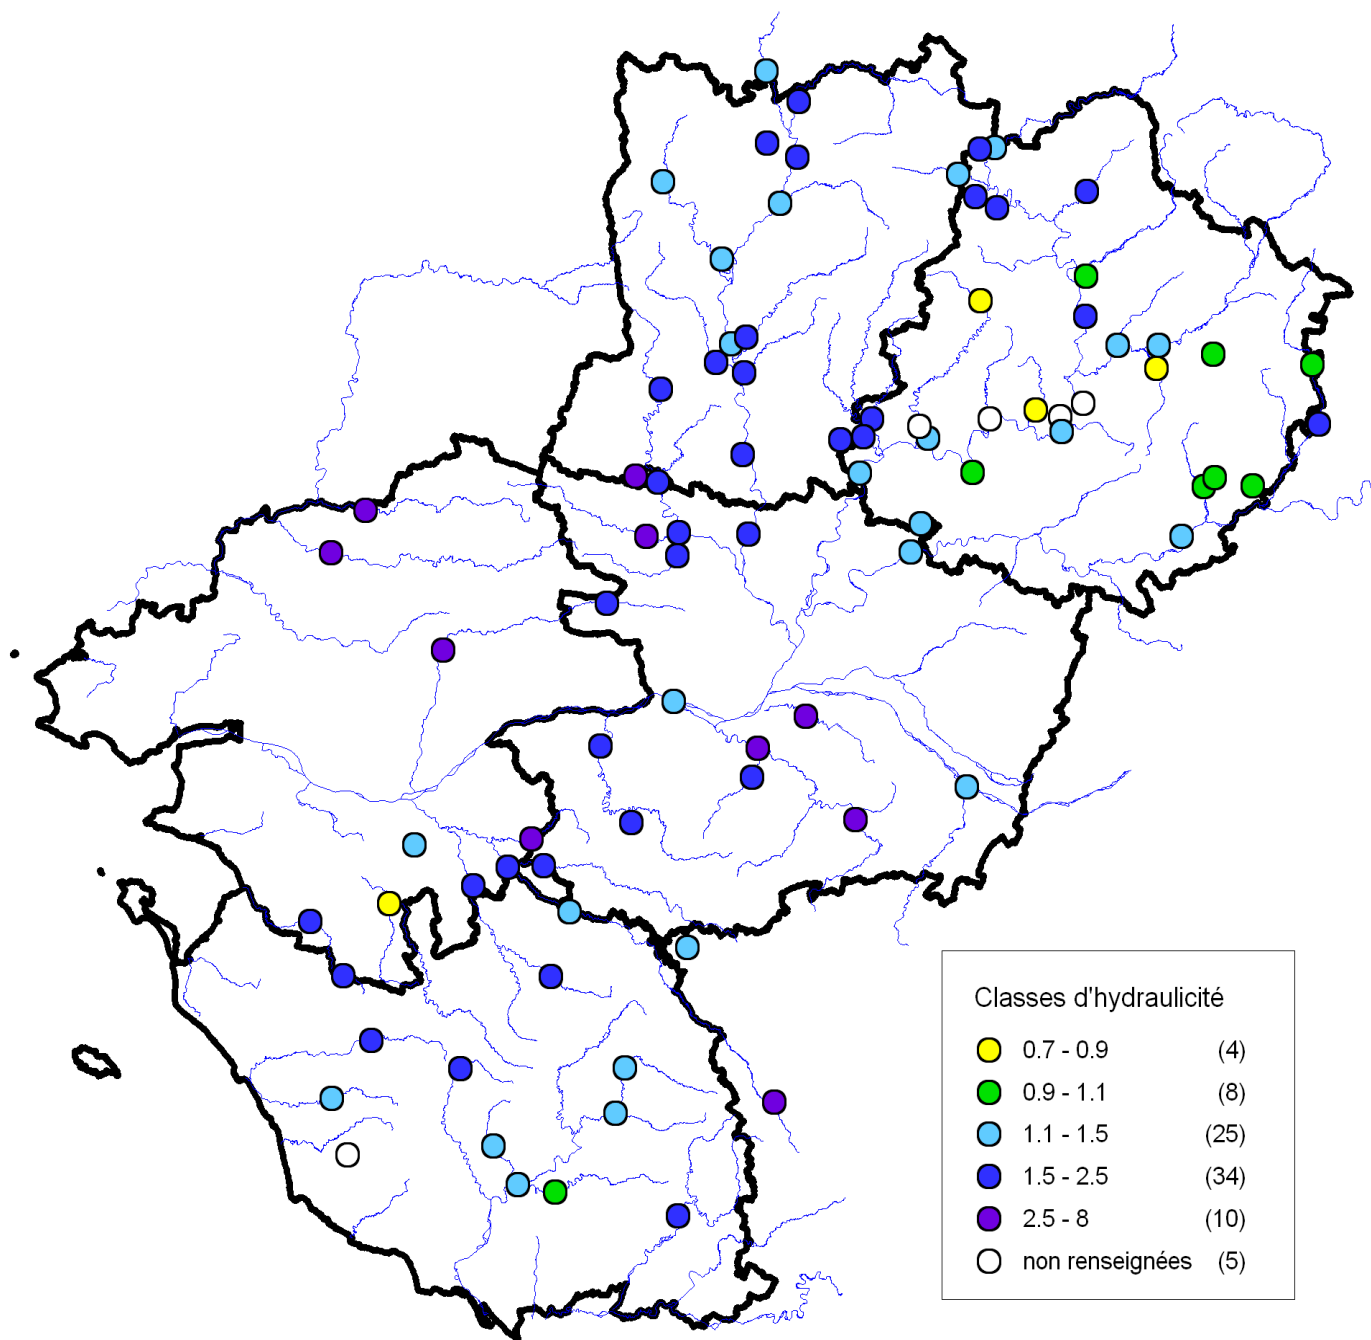 Classes d'hydraulicité
0.7 - 0.9 (4)
0.9 - 1.1 (8)
1.1 - 1.5 (25)
1.5 - 2.5 (34)
2.5 - 8 (10)
non renseignées (5)